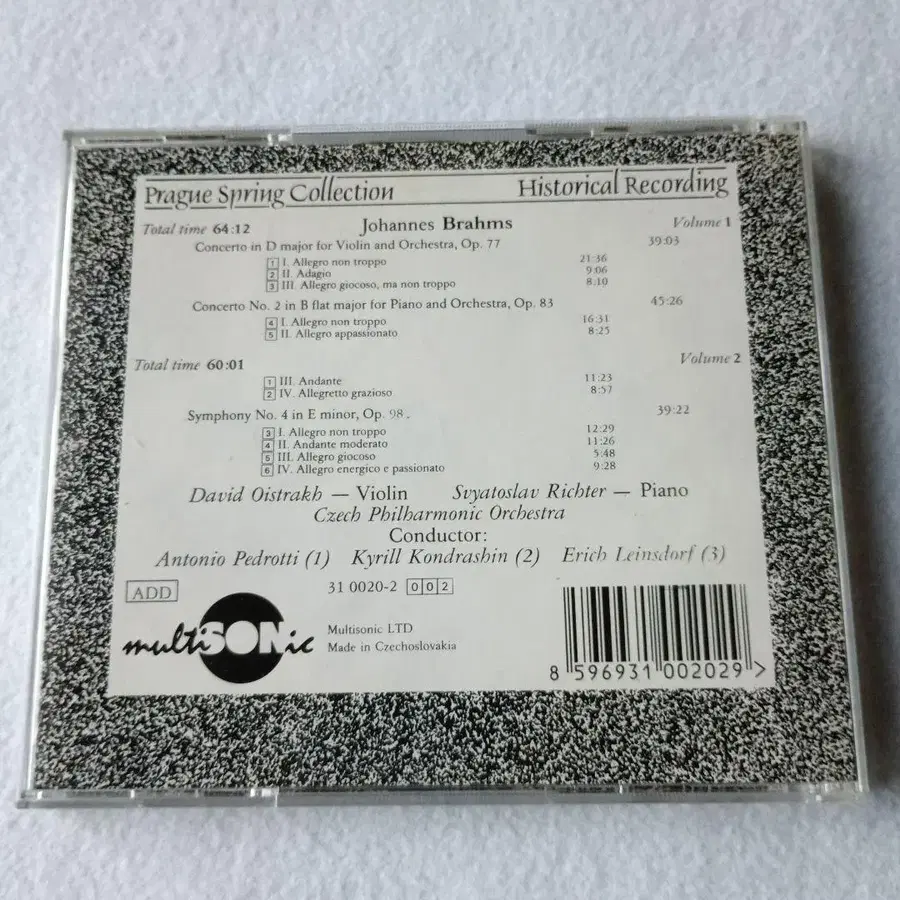 Prague Spring Collection Historical Recording
Johannes Brahms
Total time 64:12 Volume 1
Concerto in D major for Violin and Orchestra, Op. 77 39:03
1 I. Allegro non troppo 21:36
2 II. Adagio 9:06
3 III. Allegro giocoso, ma non troppo 8:10
Concerto No. 2 in B flat major for Piano and Orchestra, Op. 83 45:26
4 I. Allegro non troppo 16:31
5 II. Allegro appassionato 8:25
Total time 60:01 Volume 2
1 III. Andante 11:23
2 IV. Allegretto grazioso 8:57
Symphony No. 4 in E minor, Op. 98. 39:22
3 I. Allegro non troppo 12:29
4 II. Andante moderato 11:26
5 III. Allegro giocoso 5:48
6 IV. Allegro energico e passionato 9:28
David Oistrakh — Violin Svyatoslav Richter — Piano
Czech Philharmonic Orchestra
Conductor:
Antonio Pedrotti (1) Kyrill Kondrashin (2) Erich Leinsdorf (3)
ADD
31 0020-2 002
multiSONic
Multisonic LTD
Made in Czechoslovakia
8 596931 002029 >